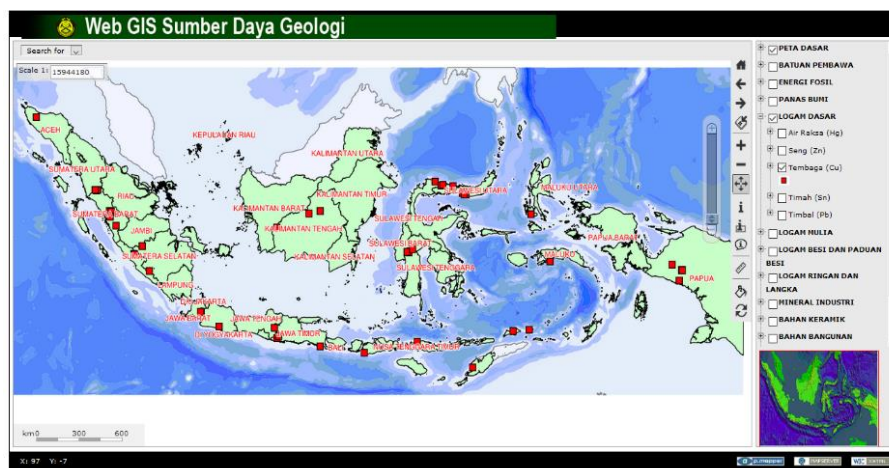 Web GIS Sumber Daya Geologi
Search for
Scale 1: 15944180
ACEH
SUMATERA UTARA
RIAU
KEPULAUAN RIAU
SUMATERA BARAT
JAMBI
SUMATERA SELATAN
LAMPUNG
DKI JAKARTA
JAWA BARAT
JAWA TENGAH
DI YOGYAKARTA
JAWA TIMUR
BALI
NUSA TENGGARA TIMUR
KALIMANTAN UTARA
KALIMANTAN TIMUR
KALIMANTAN BARAT
KALIMANTAN TENGAH
KALIMANTAN SELATAN
SULAWESI UTARA
SULAWESI TENGAH
SULAWESI BARAT
SULAWESI TENGGARA
MALUKU UTARA
MALUKU
PAPUA BARAT
PAPUA
km0 300 600
PETA DASAR
BATUAN PEMBAWA
ENERGI FOSIL
PANAS BUMI
LOGAM DASAR
Air Raksa (Hg)
Seng (Zn)
Tembaga (Cu)
Timah (Sn)
Timbal (Pb)
LOGAM MULIA
LOGAM BESI DAN PADUAN
BESI
LOGAM RINGAN DAN
LANGKA
MINERAL INDUSTRI
BAHAN KERAMIK
BAHAN BANGUNAN
X: 97 Y: -7